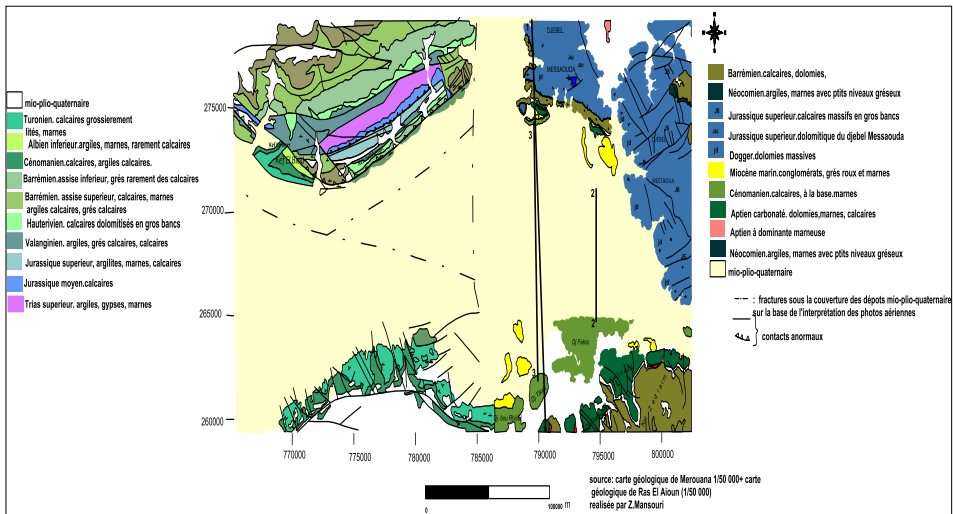 mio-plio-quaternaire
Turonien. calcaires grossierement
lités, marnes
Albien inferieur.argiles, marnes, rarement calcaires
Cénomanien.calcaires, argiles calcaires.
Barrémien.assise inferieur, grés rarement des calcaires
Barrémien. assise superieur, calcaires, marnes
argiles calcaires, grés calcaires
Hauterivien. calcaires dolomitisés en gros bancs
Valanginien. argiles, grés calcaires, calcaires
Jurassique superieur, argilites, marnes, calcaires
Jurassique moyen.calcaires
Trias superieur. argiles, gypses, marnes
275000
270000
265000
260000
770000
775000
780000
785000
790000
795000
800000
DJEBEL
MESSAOUDA
DJEBEL
MESTAOUA
3
2
2
3
Dj Fokra
Barrèmien.calcaires, dolomies,
Nèocomien.argiles, marnes avec ptits niveaux gréseux
J6
Jurassique superieur.calcaires massifs en gros bancs
Jurassique superieur.dolomitique du djebel Messaouda
jd
Dogger.dolomies massives
Miocène marin.conglomérats, grés roux et marnes
Cénomanien.calcaires, à la base.marnes
Aptien carbonaté. dolomies,marnes, calcaires
Aptien à dominante marneuse
Néocomien.argiles, marnes avec ptits niveaux gréseux
mio-plio-quaternaire
: fractures sous la couverture des dépots mio-plio-quaternaire
sur la base de l'interprétation des photos aériennes
contacts anormaux
0
100000 m
source: carte géologique de Merouana 1/50 000+ carte
géologique de Ras El Aioun (1/50 000)
realisée par Z.Mansouri